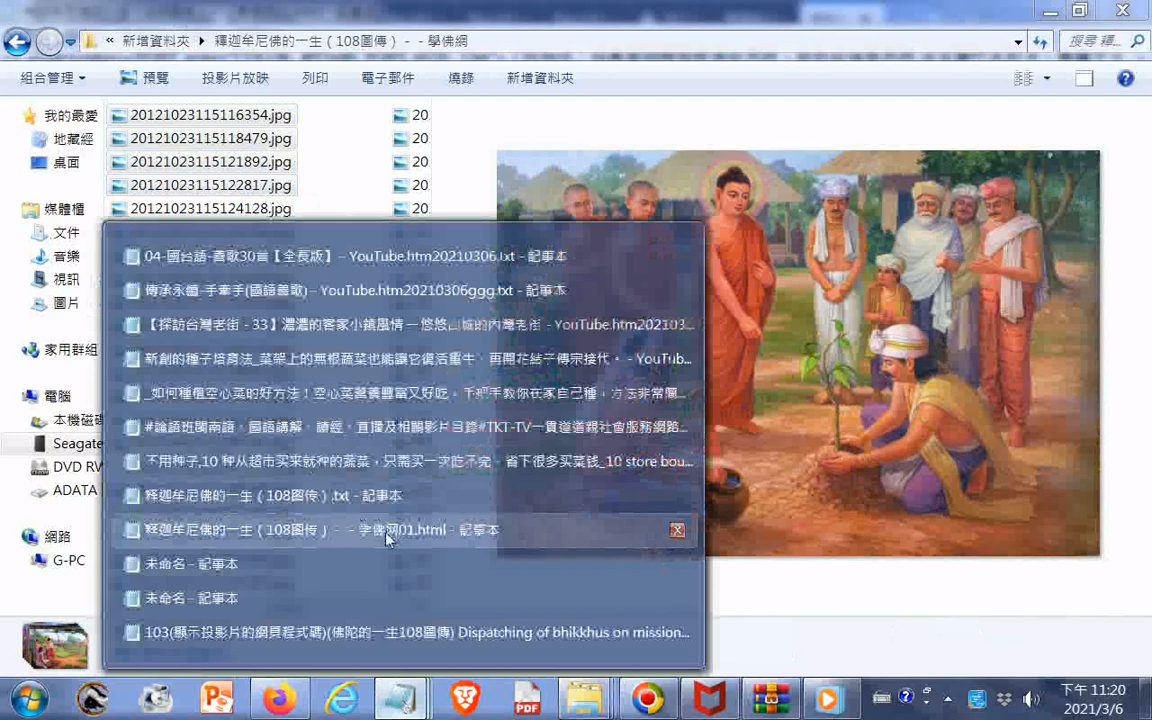 « 新增資料夾 ▸ 釋迦牟尼佛的一生（108圖傳）- - 學佛網
搜尋 釋...
組合管理
預覽
投影片放映
列印
電子郵件
燒錄
新增資料夾
我的最愛
地藏經
桌面
媒體櫃
文件
音樂
視訊
圖片
家用群組
電腦
本機磁碟
Seagate
DVD RW
ADATA
網路
G-PC
20121023115116354.jpg
20
20121023115118479.jpg
20
20121023115121892.jpg
20
20121023115122817.jpg
20
20121023115124128.jpg
20
04-國台語-善歌30首【全長版】 - YouTube.htm20210306.txt - 記事本
傳承永恆-手牽手(國語善歌) - YouTube.htm20210306ggg.txt - 記事本
【探訪台灣老街 - 33】濃濃的客家小鎮風情 — 悠悠山城的內灣老街 - YouTube.htm202103...
新創的種子培育法_菜架上的無根蔬菜也能讓它復活重生，再開花結子傳宗接代。 - YouTub...
_如何種植空心菜的好方法！空心菜營養豐富又好吃，手把手教你在家自己種，方法非常簡...
#論語班閩南語，國語講解，讀經，直播及相關影片目錄#TKT-TV一貫道道親社會服務網路...
不用种子,10 种从超市买来就种的蔬菜，只需买一次吃不完，省下很多买菜钱_10 store bou...
释迦牟尼佛的一生（108图传）.txt - 記事本
释迦牟尼佛的一生（108图传）- - 学佛网01.html - 記事本
未命名 - 記事本
未命名 - 記事本
103(顯示投影片的網頁程式碼)(佛陀的一生108圖傳) Dispatching of bhikkhus on mission...
PDF
下午 11:20
2021/3/6